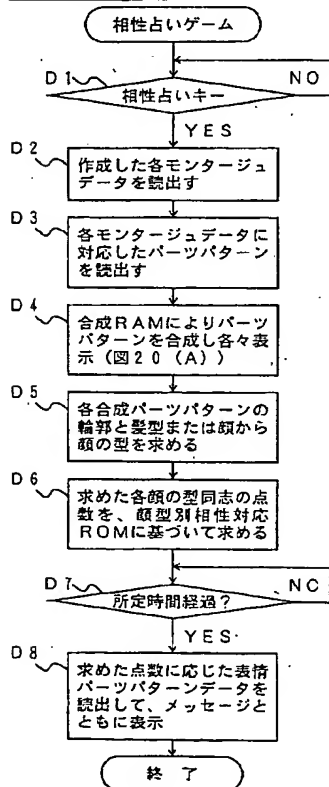 相性占いゲーム
D1
相性占いキー
NO
YES
D2
作成した各モンタージュ
データを読出す
D3
各モンタージュデータに
対応したパーツパターン
を読出す
D4
合成RAMによりパーツ
パターンを合成し各々表
示(図20(A))
D5
各合成パーツパターンの
輪郭と髪型または顔から
顔の型を求める
D6
求めた各顔の型同志の点
数を、顔型別相性対応
ROMに基づいて求める
D7
所定時間経過?
NC
YES
D8
求めた点数に応じた表情
パーツパターンデータを
読出して、メッセージと
ともに表示
終了